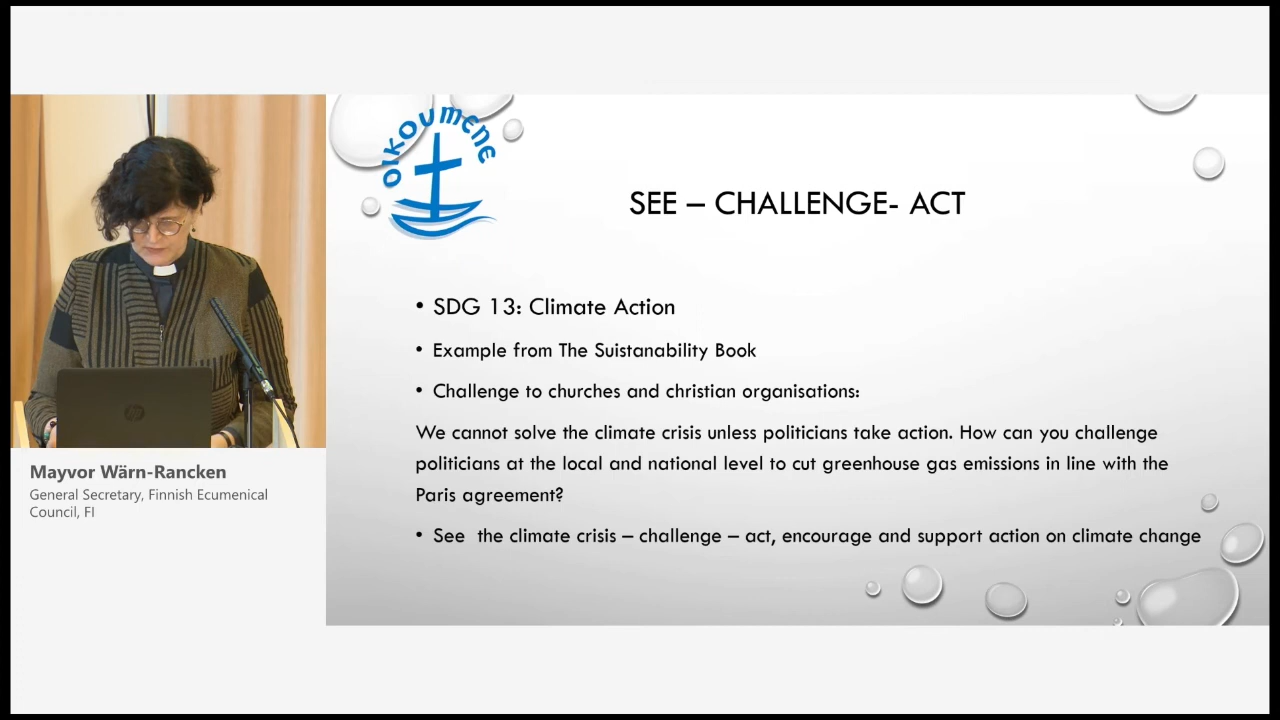 OIKOUMENE
SEE – CHALLENGE- ACT
• SDG 13: Climate Action
• Example from The Suistanability Book
• Challenge to churches and christian organisations:
We cannot solve the climate crisis unless politicians take action. How can you challenge
politicians at the local and national level to cut greenhouse gas emissions in line with the
Paris agreement?
• See  the climate crisis – challenge – act, encourage and support action on climate change
hp
Mayvor Wärn-Rancken
General Secretary, Finnish Ecumenical
Council, FI